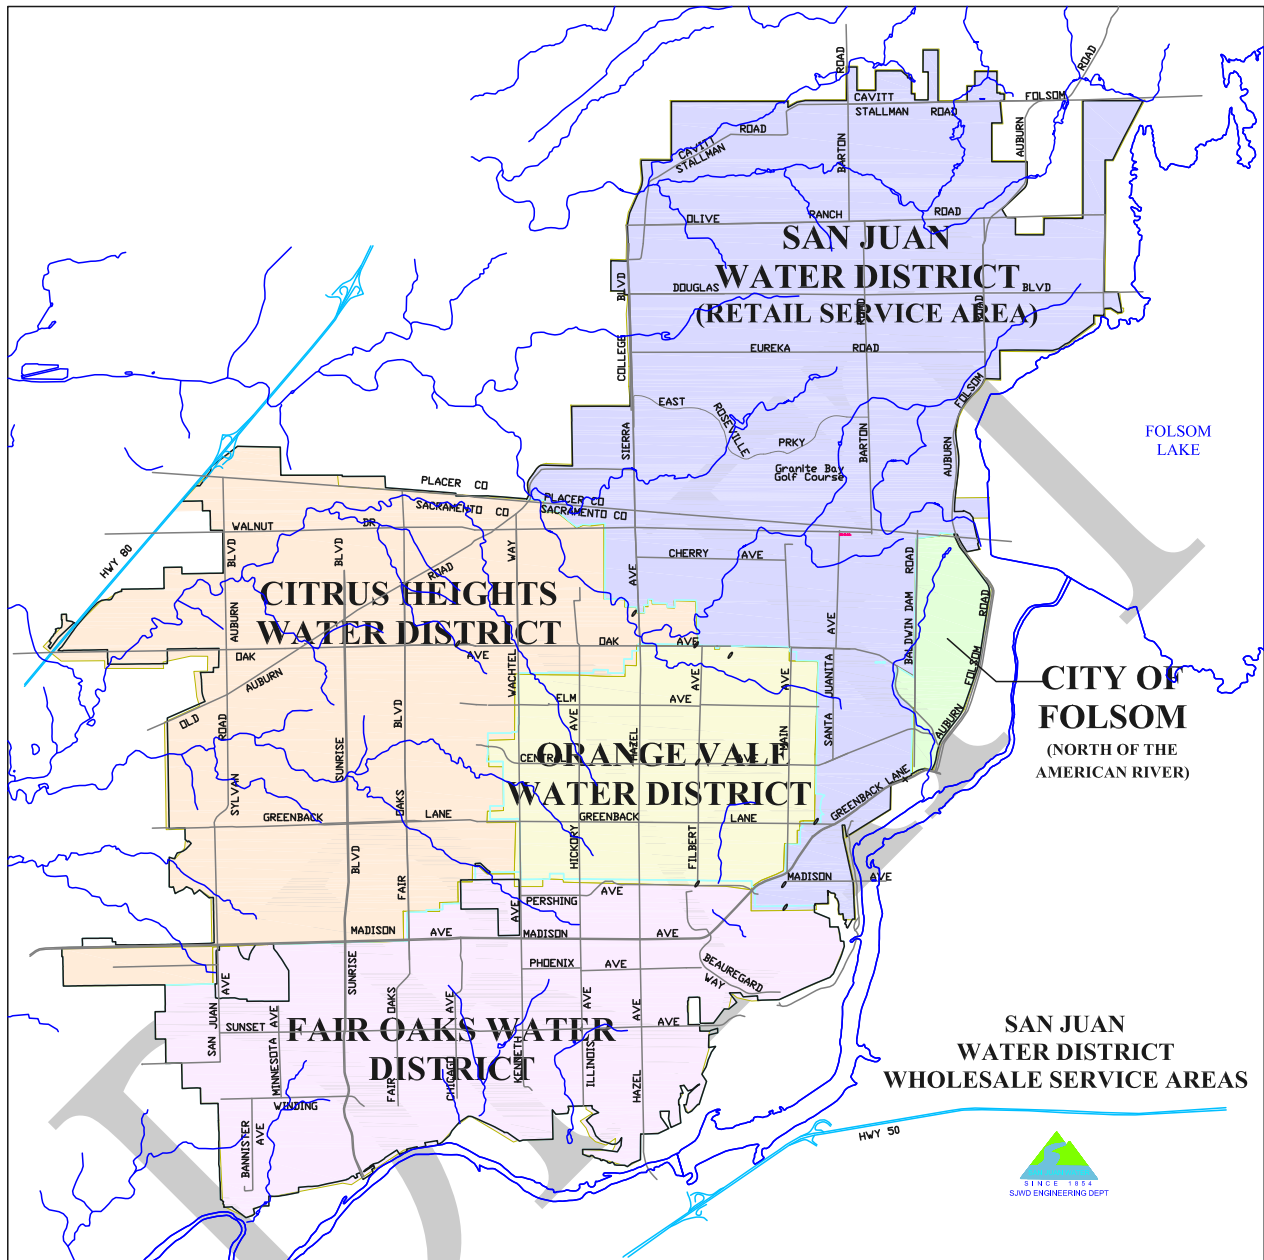 ROAD
ROAD
CAVITT
FOLSOM
STALLMAN ROAD
ROAD
CAVITT
STALLMAN
BARTON
AUBURN
OLIVE RANCH ROAD
SAN JUAN
WATER DISTRICT
(RETAIL SERVICE AREA)
BLVD
DOUGLAS BLVD
ROAD
ROAD
COLLEGE
EUREKA ROAD
EAST
ROSEVILLE
PRKY
FOLSOM
SIERRA
BARTON
AUBURN
Granite Bay
Golf Course
FOLSOM
LAKE
PLACER CO
SACRAMENTO CO
PLACER CO
SACRAMENTO CO
HWY 80
WALNUT DR
BLVD
BLVD
WAY
CHERRY AVE
ROAD
ROAD
CITRUS HEIGHTS
WATER DISTRICT
AVE
AUBURN
OAK AVE
OAK AVE
AVE
BALDWIN DAM
ROAD
FOLSOM
AUBURN
CITY OF
FOLSOM
(NORTH OF THE
AMERICAN RIVER)
OLD
AUBURN
WACHTEL
ELM AVE
AVE
AVE
AVE
JUANITA
SANTA
ROAD
BLVD
SUNRISE
HAZEL
MAIN
CENTRAL AVE
ORANGE VALE
WATER DISTRICT
SYLVAN
OAKS
GREENBACK LANE
GREENBACK LANE
GREENBACK LANE
HICKORY
FILBERT
BLVD
FAIR
MADISON AVE
PERSHING AVE
AVE
MADISON AVE
MADISON AVE
PHOENIX AVE
BEAUREGARD
WAY
SUNRISE
AVE
SAN JUAN
OAKS
AVE
AVE
AVE
MINNESOTA AVE
SUNSET AVE
FAIR OAKS WATER
DISTRICT
FAIR
CHICAGO
KENNETH
ILLINOIS
HAZEL
WINDING
BANNISTER
AVE
SAN JUAN
WATER DISTRICT
WHOLESALE SERVICE AREAS
HWY 50
SINCE 1854
SJWD ENGINEERING DEPT